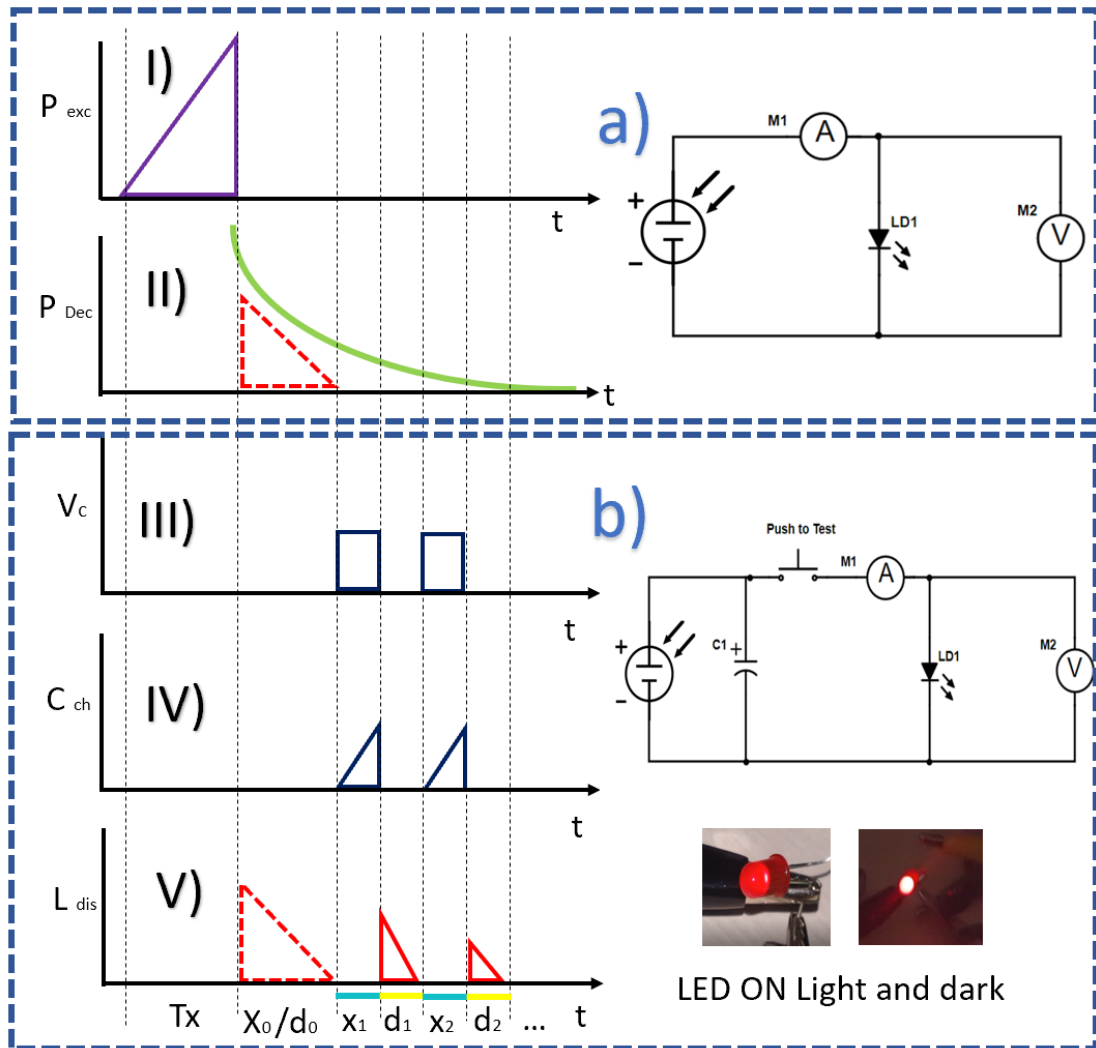 I)
P exc
t
a)
M1
A
+
-
LD1
M2
V
II)
P Dec
t
III)
Vc
t
b)
Push to Test
M1
A
+
-
C1
+
LD1
M2
V
IV)
C ch
t
V)
L dis
Tx
X₀/d₀
x₁
d₁
x₂
d₂
...
t
LED ON Light and dark